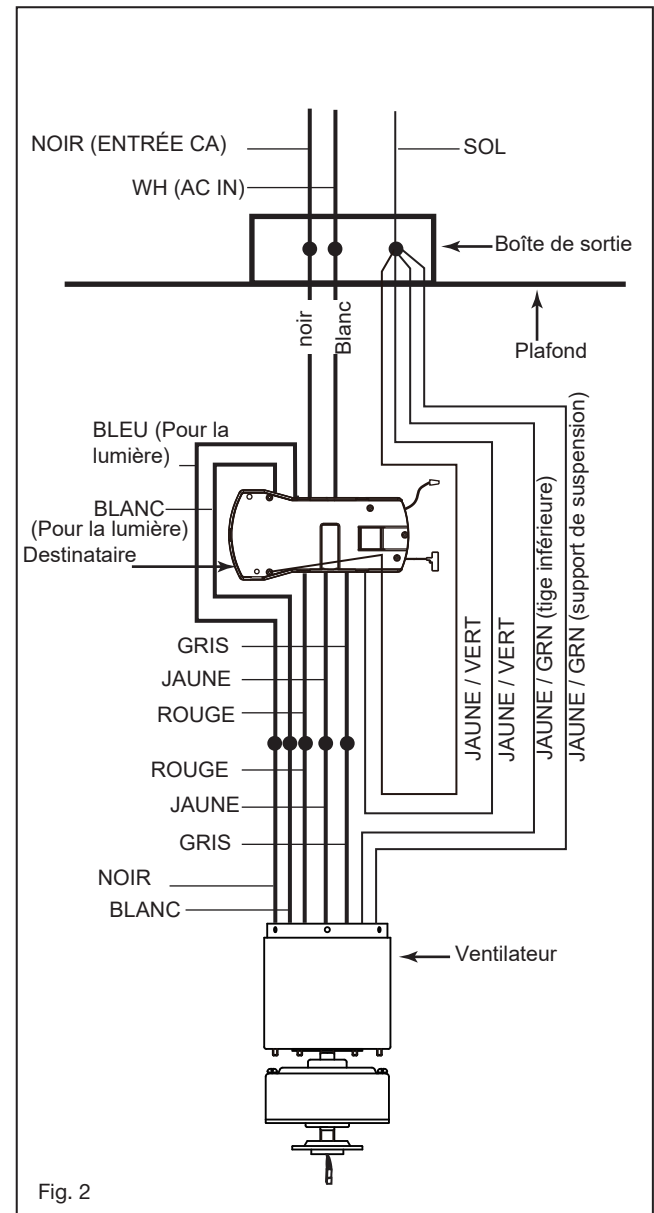 NOIR (ENTRÉE CA)
SOL
WH (AC IN)
Boîte de sortie
noir
Blanc
Plafond
BLEU (Pour la
lumière)
BLANC
(Pour la lumière)
Destinataire
GRIS
JAUNE
ROUGE
ROUGE
JAUNE
GRIS
NOIR
BLANC
JAUNE / VERT
JAUNE / VERT
JAUNE / GRN (tige inférieure)
JAUNE / GRN (support de suspension)
Ventilateur
Fig. 2